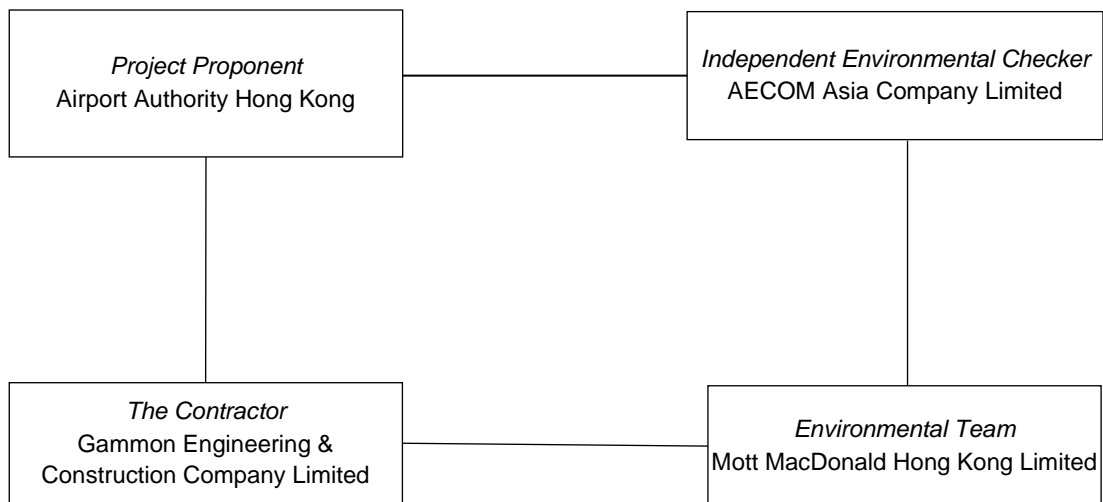 Project Proponent
Airport Authority Hong Kong
Independent Environmental Checker
AECOM Asia Company Limited
The Contractor
Gammon Engineering &
Construction Company Limited
Environmental Team
Mott MacDonald Hong Kong Limited